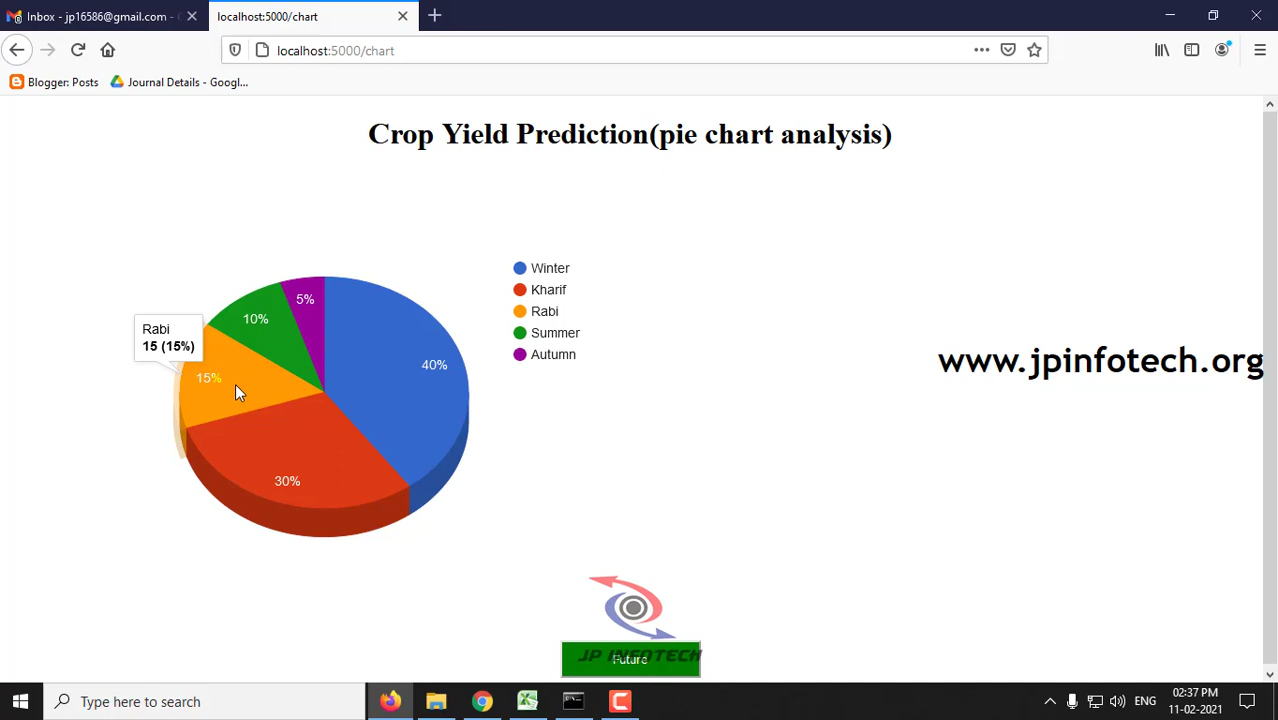 Inbox - jp16586@gmail.com -
localhost:5000/chart
localhost:5000/chart
Blogger: Posts
Journal Details - Googl...
Crop Yield Prediction(pie chart analysis)
Winter
Kharif
Rabi
Summer
Autumn
5%
10%
Rabi
15 (15%)
15%
40%
30%
www.jpinfotech.org
JP INFOTECH
Future
Type here to search
ENG
02:37 PM
11-02-2021